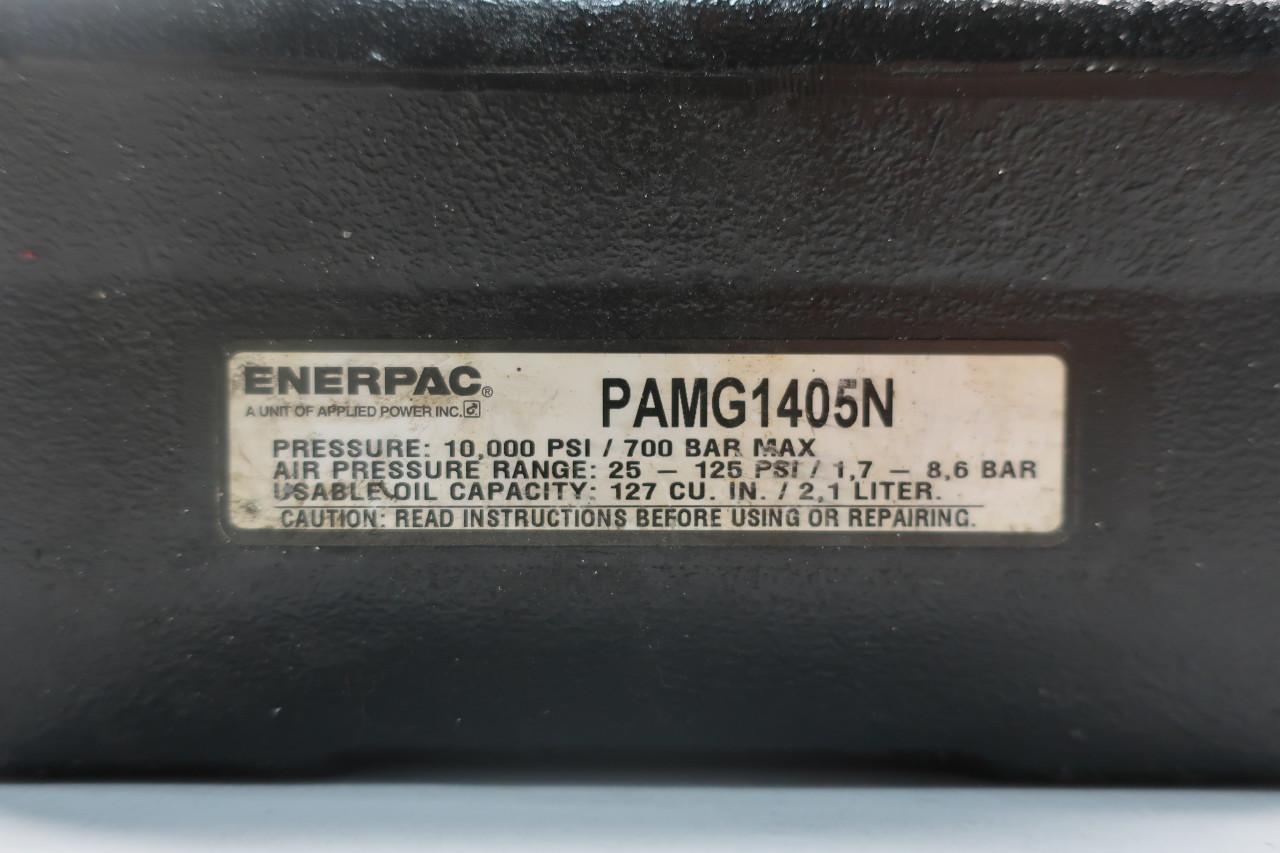 ENERPAC®
A UNIT OF APPLIED POWER INC.
PAMG1405N
PRESSURE: 10,000 PSI / 700 BAR MAX
AIR PRESSURE RANGE: 25 – 125 PSI / 1,7 – 8,6 BAR
USABLE OIL CAPACITY: 127 CU. IN. / 2,1 LITER.
CAUTION: READ INSTRUCTIONS BEFORE USING OR REPAIRING.